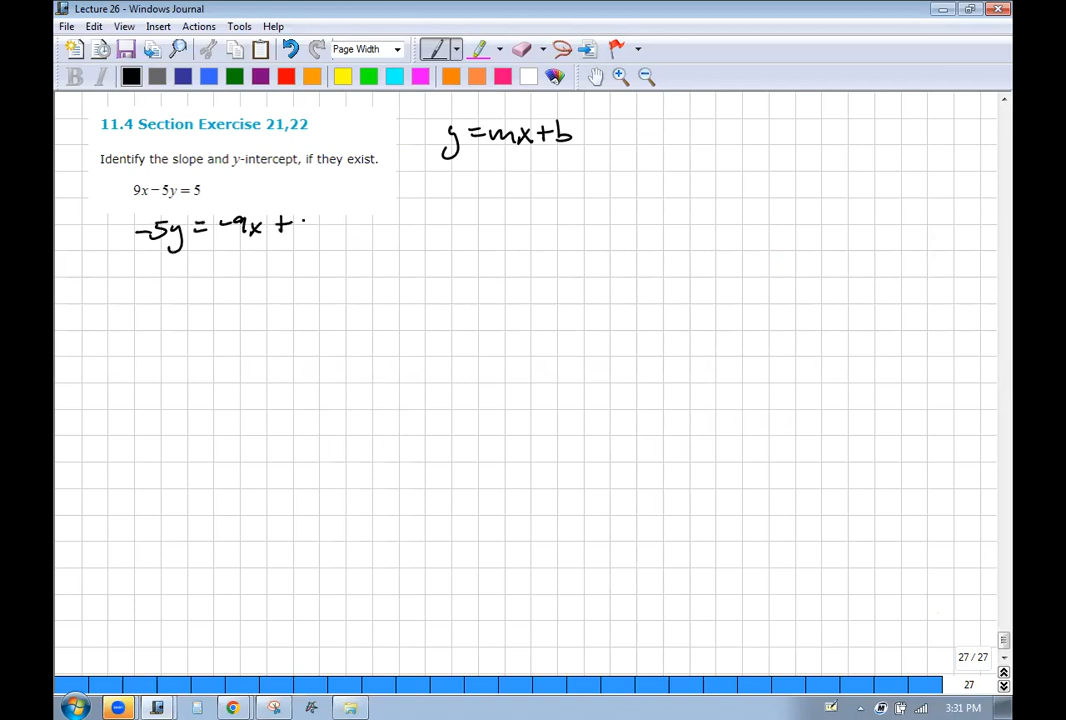 Lecture 26 - Windows Journal
File Edit View Insert Actions Tools Help
Page Width
B I
11.4 Section Exercise 21,22
y = mx + b
Identify the slope and y-intercept, if they exist.
9x − 5y = 5
-5y = -9x +
27 / 27
27
3:31 PM